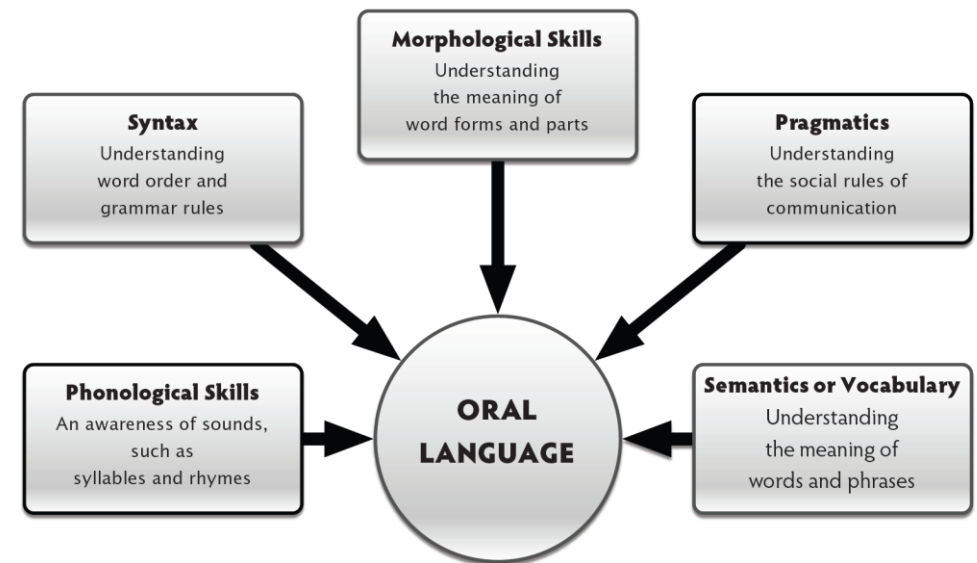 Morphological Skills
Understanding
the meaning of
word forms and parts
Syntax
Understanding
word order and
grammar rules
Pragmatics
Understanding
the social rules of
communication
Phonological Skills
An awareness of sounds,
such as
syllables and rhymes
ORAL
LANGUAGE
Semantics or Vocabulary
Understanding
the meaning of
words and phrases